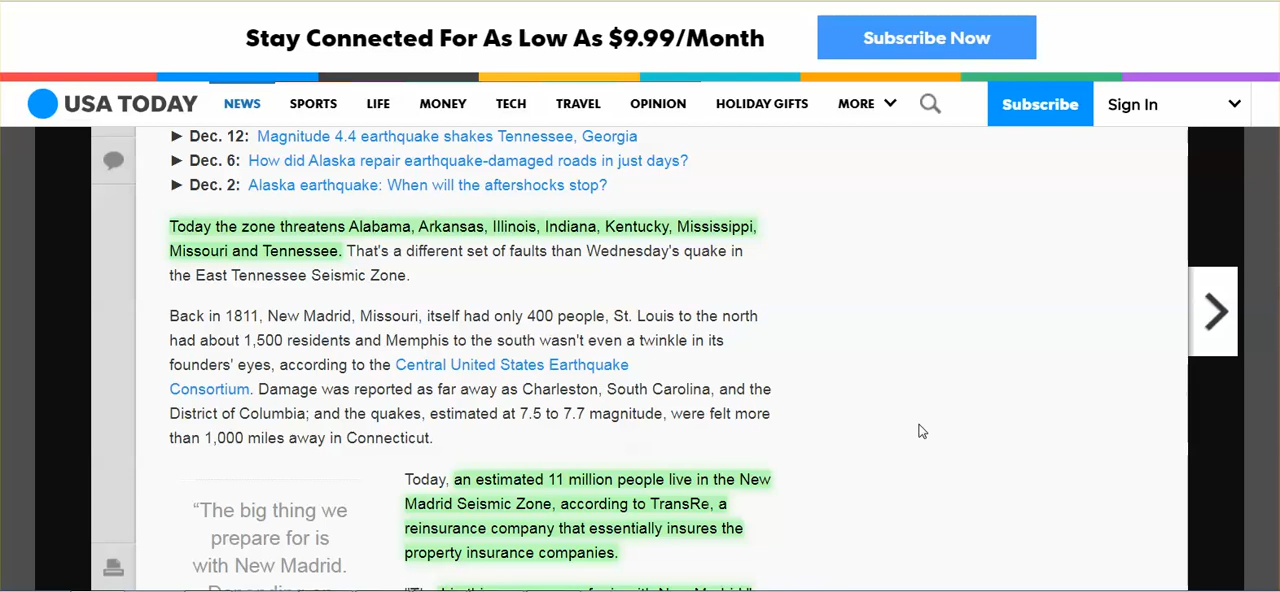 Stay Connected For As Low As $9.99/Month
Subscribe Now
USA TODAY
NEWS SPORTS LIFE MONEY TECH TRAVEL OPINION HOLIDAY GIFTS MORE
Subscribe
Sign In
► Dec. 12: Magnitude 4.4 earthquake shakes Tennessee, Georgia
► Dec. 6: How did Alaska repair earthquake-damaged roads in just days?
► Dec. 2: Alaska earthquake: When will the aftershocks stop?
Today the zone threatens Alabama, Arkansas, Illinois, Indiana, Kentucky, Mississippi,
Missouri and Tennessee. That's a different set of faults than Wednesday's quake in
the East Tennessee Seismic Zone.
Back in 1811, New Madrid, Missouri, itself had only 400 people, St. Louis to the north
had about 1,500 residents and Memphis to the south wasn't even a twinkle in its
founders' eyes, according to the Central United States Earthquake
Consortium. Damage was reported as far away as Charleston, South Carolina, and the
District of Columbia; and the quakes, estimated at 7.5 to 7.7 magnitude, were felt more
than 1,000 miles away in Connecticut.
Today, an estimated 11 million people live in the New
Madrid Seismic Zone, according to TransRe, a
reinsurance company that essentially insures the
property insurance companies.
“The big thing we
prepare for is
with New Madrid.